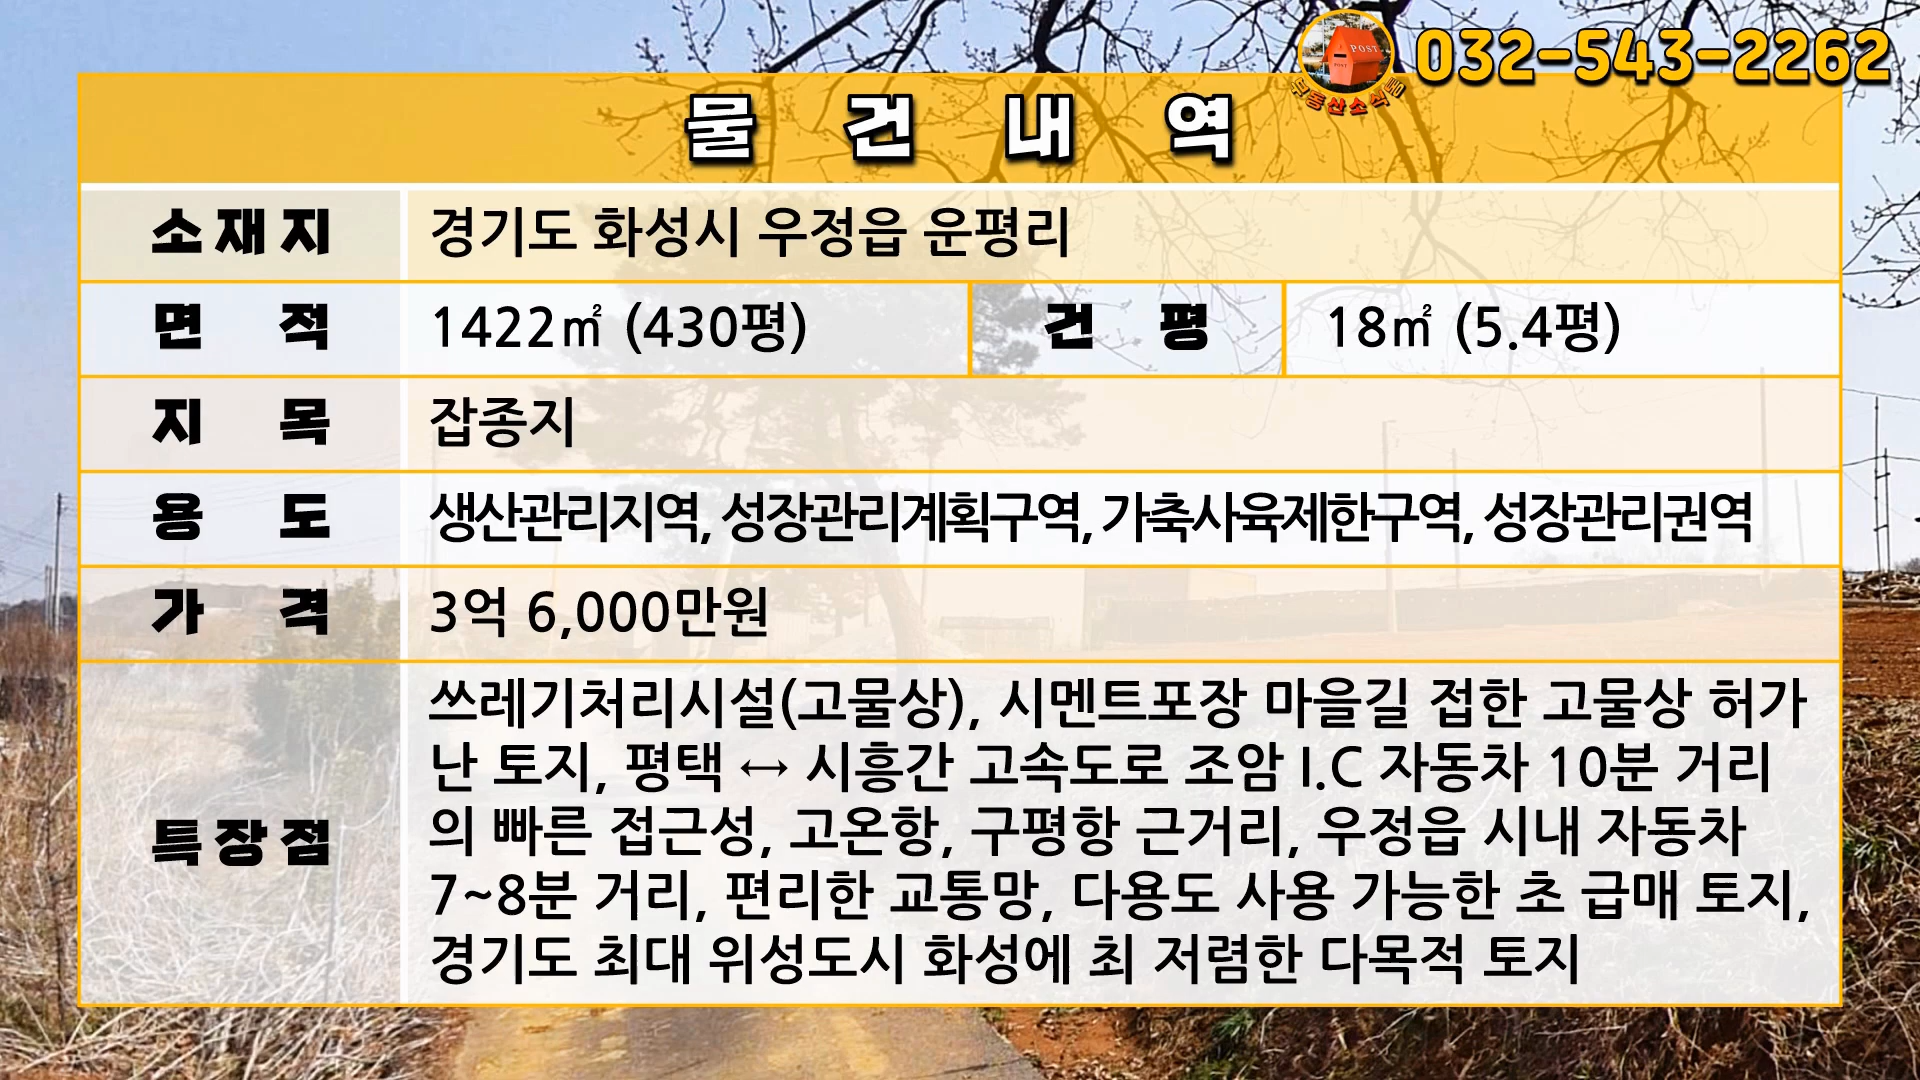 POST
POST
부동산소식통
032-543-2262
물 건 내 역
소재지 경기도 화성시 우정읍 운평리
면 적 1422㎡ (430평) 건 평 18㎡ (5.4평)
지 목 잡종지
용 도 생산관리지역, 성장관리계획구역, 가축사육제한구역, 성장관리권역
가 격 3억 6,000만원
특장점
쓰레기처리시설(고물상), 시멘트포장 마을길 접한 고물상 허가
난 토지, 평택 ↔ 시흥간 고속도로 조암 I.C 자동차 10분 거리
의 빠른 접근성, 고온항, 구평항 근거리, 우정읍 시내 자동차
7~8분 거리, 편리한 교통망, 다용도 사용 가능한 초 급매 토지,
경기도 최대 위성도시 화성에 최 저렴한 다목적 토지